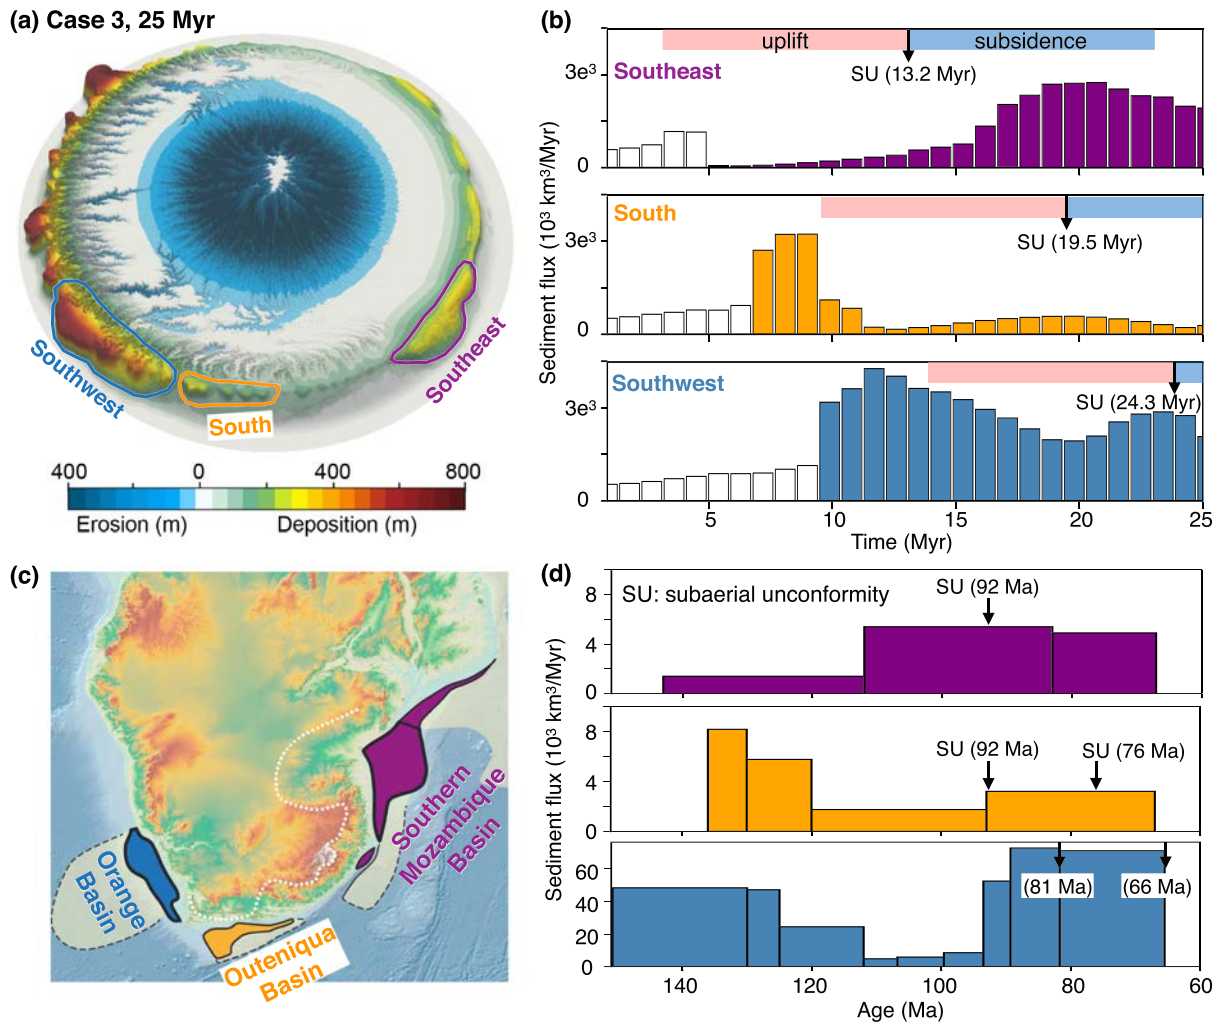 (a) Case 3, 25 Myr
Southwest
South
Southeast
400 0 400 800
Erosion (m) Deposition (m)
(b)
Sediment flux (10³ km³/Myr)
uplift subsidence
Southeast
SU (13.2 Myr)
3e³
0
South
SU (19.5 Myr)
3e³
0
Southwest
SU (24.3 Myr)
3e³
0
5 10 15 20 25
Time (Myr)
(c)
Orange
Basin
Outeniqua
Basin
Southern
Mozambique
Basin
(d)
Sediment flux (10³ km³/Myr)
SU: subaerial unconformity
SU (92 Ma)
8
4
0
SU (92 Ma) SU (76 Ma)
8
4
0
(81 Ma) (66 Ma)
60
40
20
0
140 120 100 80 60
Age (Ma)